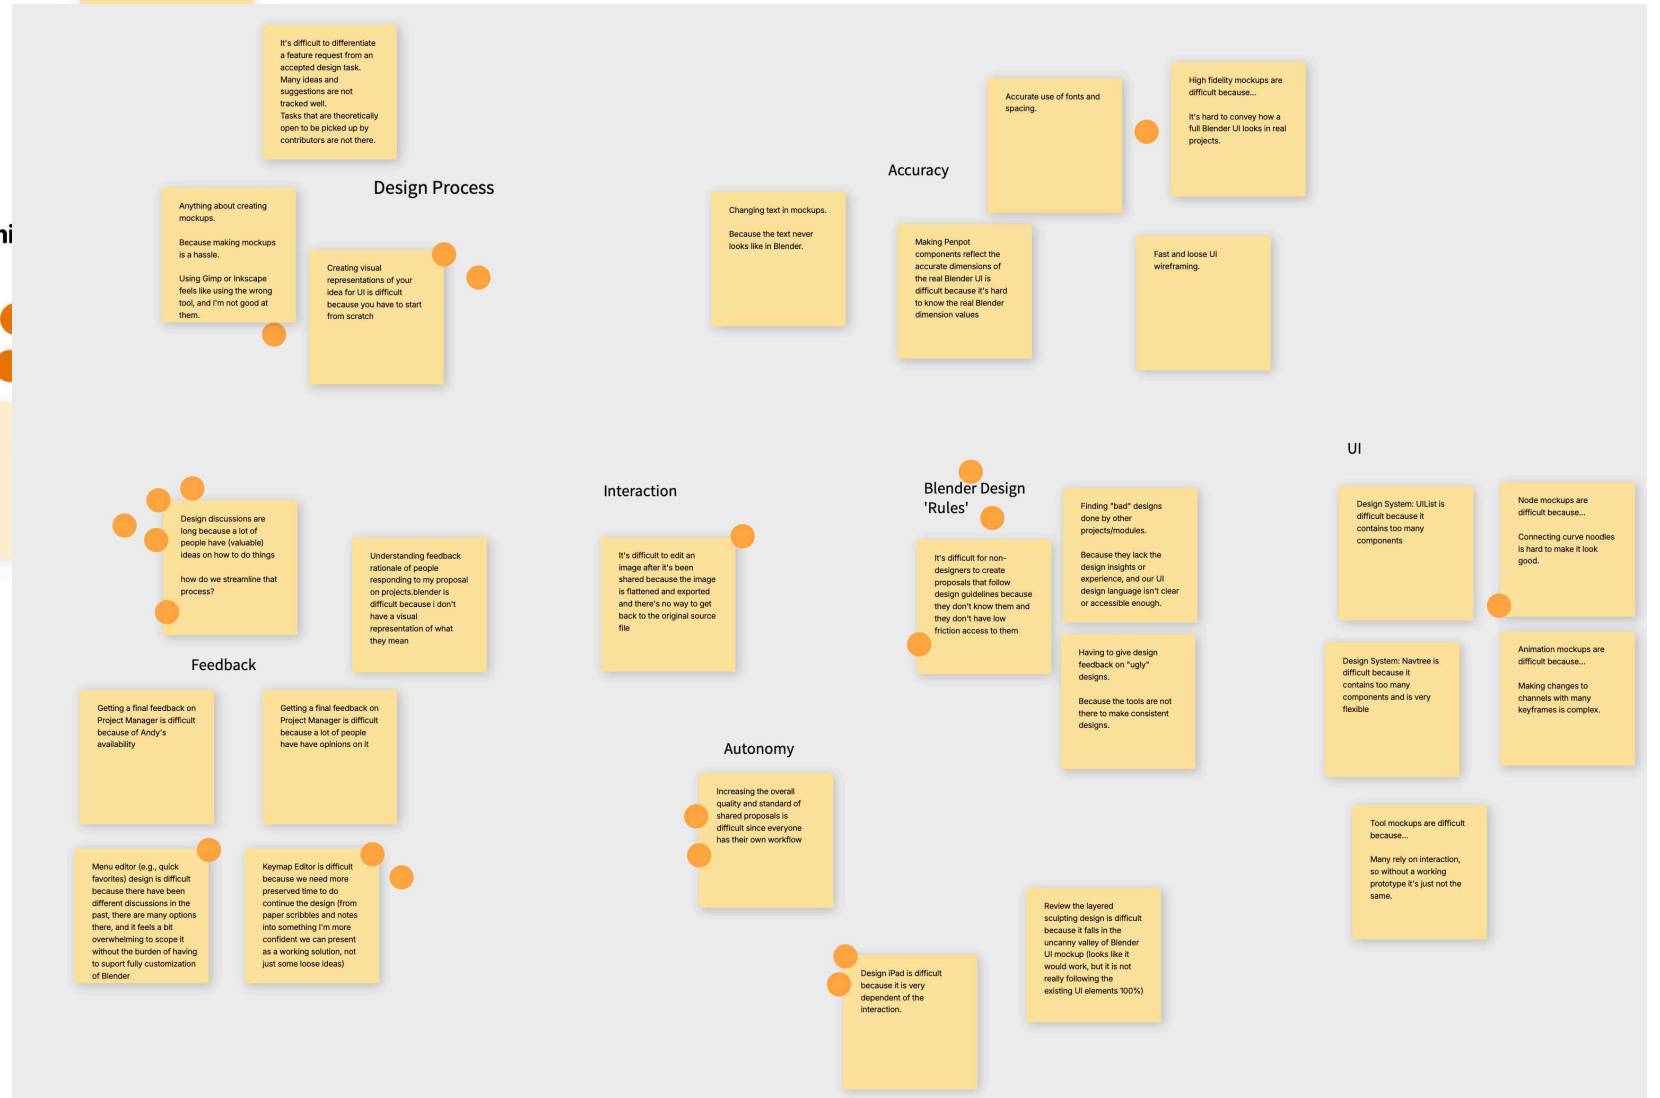 It's difficult to differentiate
a feature request from an
accepted design task.
Many ideas and
suggestions are not
tracked well.
Tasks that are theoretically
open to be picked up by
contributors are not there.
Design Process
Anything about creating
mockups.
Because making mockups
is a hassle.
Using Gimp or Inkscape
feels like using the wrong
tool, and I'm not good at
them.
Creating visual
representations of your
idea for UI is difficult
because you have to start
from scratch
Accuracy
Accurate use of fonts and
spacing.
High fidelity mockups are
difficult because...
It's hard to convey how a
full Blender UI looks in real
projects.
Changing text in mockups.
Because the text never
looks like in Blender.
Making Penpot
components reflect the
accurate dimensions of
the real Blender UI is
difficult because it's hard
to know the real Blender
dimension values
Fast and loose UI
wireframing.
Design discussions are
long because a lot of
people have (valuable)
ideas on how to do things
how do we streamline that
process?
Understanding feedback
rationale of people
responding to my proposal
on projects.blender is
difficult because i don't
have a visual
representation of what
they mean
Feedback
Getting a final feedback on
Project Manager is difficult
because of Andy's
availability
Getting a final feedback on
Project Manager is difficult
because a lot of people
have have opinions on it
Menu editor (e.g., quick
favorites) design is difficult
because there have been
different discussions in the
past, there are many options
there, and it feels a bit
overwhelming to scope it
without the burden of having
to suport fully customization
of Blender
Keymap Editor is difficult
because we need more
preserved time to do
continue the design (from
paper scribbles and notes
into something I'm more
confident we can present
as a working solution, not
just some loose ideas)
Interaction
It's difficult to edit an
image after it's been
shared because the image
is flattened and exported
and there's no way to get
back to the original source
file
Autonomy
Increasing the overall
quality and standard of
shared proposals is
difficult since everyone
has their own workflow
Design iPad is difficult
because it is very
dependent of the
interaction.
Blender Design
'Rules'
It's difficult for non-
designers to create
proposals that follow
design guidelines because
they don't know them and
they don't have low
friction access to them
Finding "bad" designs
done by other
projects/modules.
Because they lack the
design insights or
experience, and our UI
design language isn't clear
or accessible enough.
Having to give design
feedback on "ugly"
designs.
Because the tools are not
there to make consistent
designs.
Review the layered
sculpting design is difficult
because it falls in the
uncanny valley of Blender
UI mockup (looks like it
would work, but it is not
really following the
existing UI elements 100%)
UI
Design System: UIList is
difficult because it
contains too many
components
Node mockups are
difficult because...
Connecting curve noodles
is hard to make it look
good.
Design System: Navtree is
difficult because it
contains too many
components and is very
flexible
Animation mockups are
difficult because...
Making changes to
channels with many
keyframes is complex.
Tool mockups are difficult
because...
Many rely on interaction,
so without a working
prototype it's just not the
same.